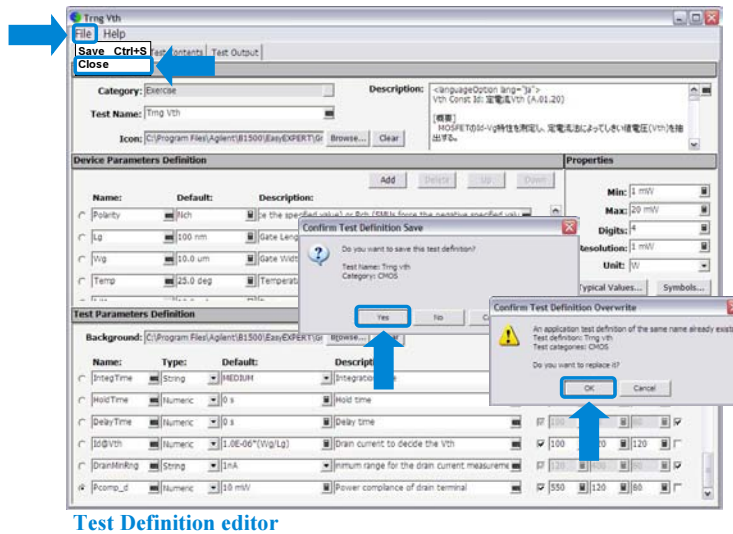 Trng Vth
File Help
Save Ctrl+S
Close
Test Contents Test Output
Category: Exercise
Description: <languageOption lang="ja">
Vth Const Id: 定電流Vth (A.01.20)
[概要]
MOSFETのId-Vg特性を測定し、定電流法によってしきい値電圧(Vth)を抽
出する。
Test Name: Trng Vth
Icon: C:\Program Files\Agilent\B1500\EasyEXPERT\Gr Browse... Clear
Device Parameters Definition
Properties
Add Delete Up Down
Name: Default: Description:
Polarity Nch
Lg 100 nm Gate Leng
Wg 10.0 um Gate Widt
Temp 25.0 deg Temperat
Min: 1 mW
Max: 20 mW
Digits: 4
Resolution: 1 mW
Unit: W
Typical Values... Symbols...
Confirm Test Definition Save
Do you want to save this test definition?
Test Name: Trng vth
Category: CMOS
Yes No
Confirm Test Definition Overwrite
An application test definition of the same name already exists
Test definition: Trng vth
Test categories: CMOS
Do you want to replace it?
OK Cancel
Test Parameters Definition
Background: C:\Program Files\Agilent\B1500\EasyEXPERT\Gr Browse... Clear
Name: Type: Default: Descript
IntegTime String MEDIUM Integration
HoldTime Numeric 0 s Hold time
DelayTime Numeric 0 s Delay time 100 60
Id@Vth Numeric 1.0E-06*(Wg/Lg) Drain current to decide the Vth 100 20 120
DrainMinRng String 1nA inmum range for the drain current measureme 120 400 60
Pcomp_d Numeric 10 mW Power compliance of drain terminal 550 120 60
Test Definition editor